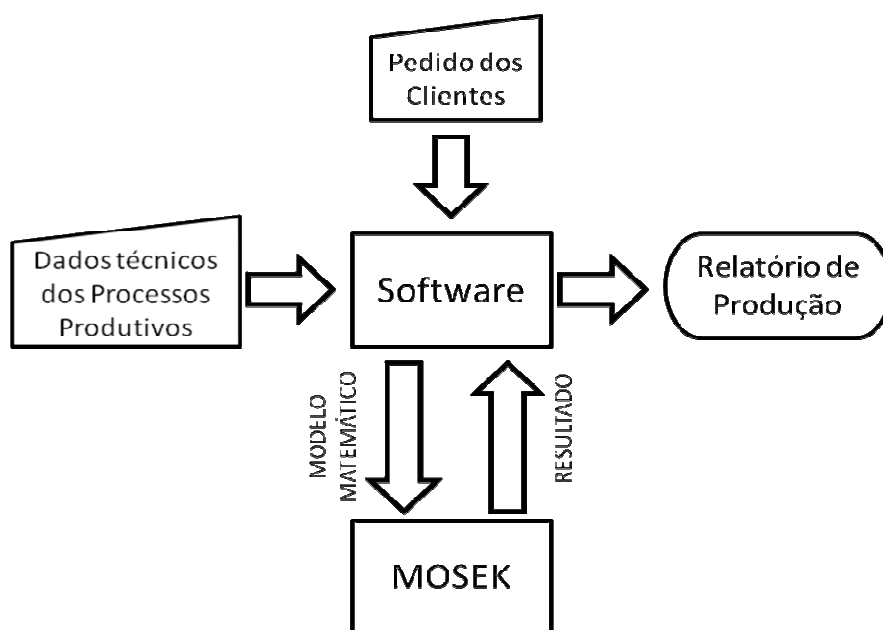 Pedido dos
Clientes
Dados técnicos
dos Processos
Produtivos
Software
Relatório de
Produção
MODELO
MATEMÁTICO
RESULTADO
MOSEK